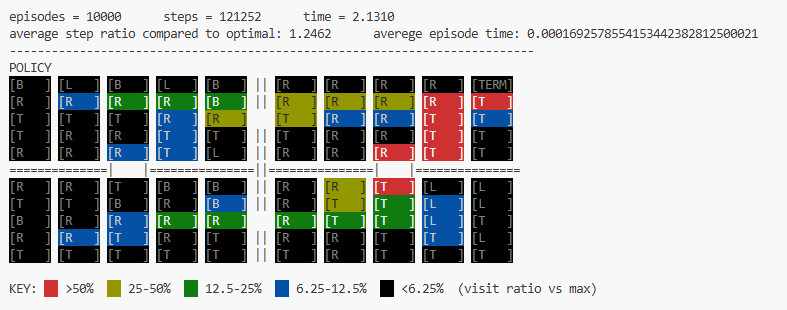 episodes = 10000      steps = 121252      time = 2.1310
average step ratio compared to optimal: 1.2462      averege episode time: 0.0001692578554153442382812500021
---------------------------------------------------------------------------
POLICY
[B   ] [L   ] [B   ] [L   ] [B   ] || [R   ] [R   ] [R   ] [R   ] [TERM]
[R   ] [R   ] [R   ] [R   ] [B   ] || [R   ] [R   ] [R   ] [R   ] [T   ]
[T   ] [T   ] [T   ] [R   ] [R   ]    [T   ] [R   ] [R   ] [T   ] [T   ]
[T   ] [R   ] [R   ] [T   ] [T   ] || [R   ] [R   ] [R   ] [T   ] [T   ]
[R   ] [R   ] [R   ] [T   ] [L   ] || [T   ] [T   ] [R   ] [T   ] [T   ]
==============|   |===============||===============|   |===============
[R   ] [R   ] [T   ] [B   ] [B   ] || [R   ] [R   ] [T   ] [L   ] [L   ]
[T   ] [T   ] [T   ] [B   ] [B   ] || [R   ] [T   ] [T   ] [L   ] [L   ]
[B   ] [R   ] [R   ] [R   ] [R   ]    [R   ] [T   ] [T   ] [L   ] [T   ]
[R   ] [R   ] [T   ] [R   ] [T   ] || [R   ] [R   ] [R   ] [T   ] [L   ]
[T   ] [T   ] [T   ] [T   ] [T   ] || [R   ] [R   ] [T   ] [T   ] [T   ]
KEY: >50% 25-50% 12.5-25% 6.25-12.5% <6.25% (visit ratio vs max)